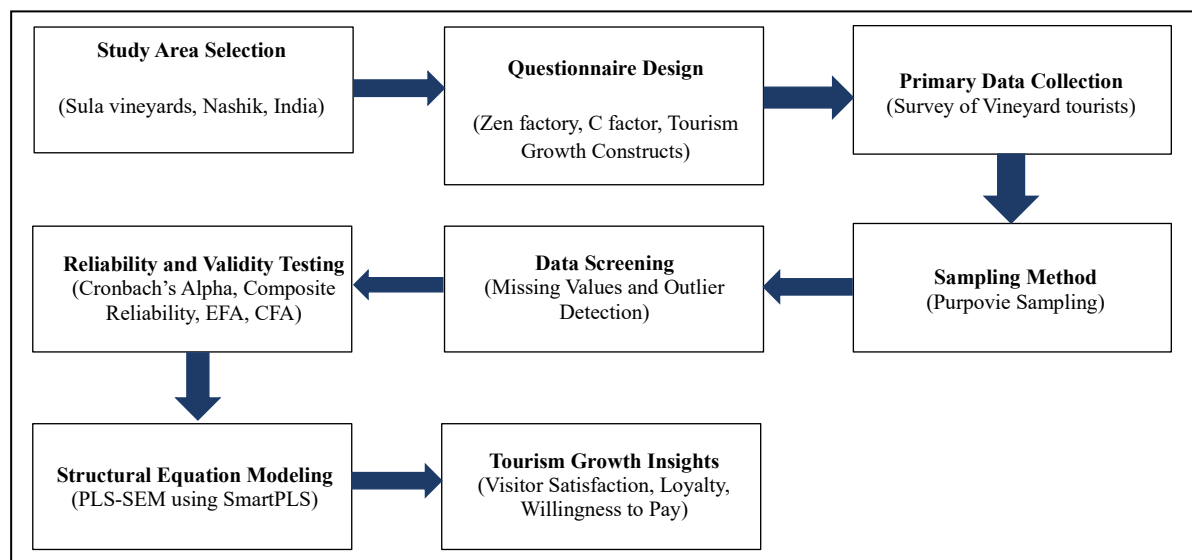 Study Area Selection
(Sula vineyards, Nashik, India)
Questionnaire Design
(Zen factory, C factor, Tourism
Growth Constructs)
Primary Data Collection
(Survey of Vineyard tourists)
Sampling Method
(Purpovie Sampling)
Data Screening
(Missing Values and Outlier
Detection)
Reliability and Validity Testing
(Cronbach’s Alpha, Composite
Reliability, EFA, CFA)
Structural Equation Modeling
(PLS-SEM using SmartPLS)
Tourism Growth Insights
(Visitor Satisfaction, Loyalty,
Willingness to Pay)